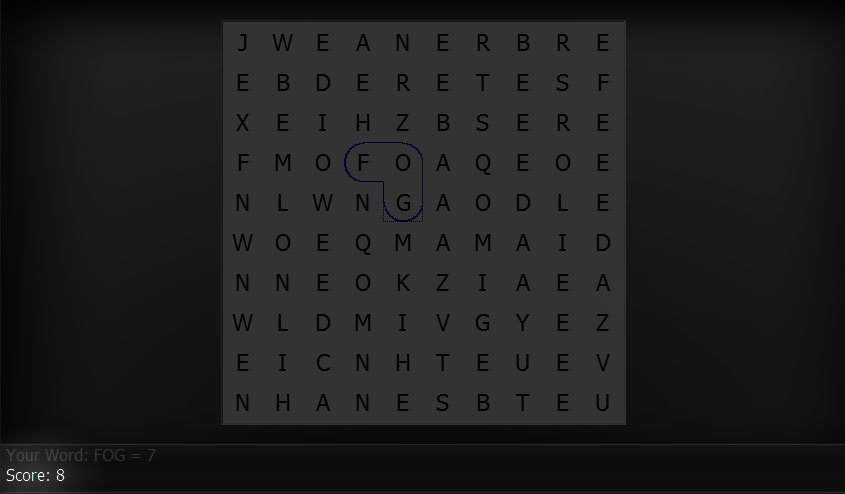 J W E A N E R B R E
E B D E R E T E S F
X E I H Z B S E R E
F M O F O A Q E O E
N L W N G A O D L E
W O E Q M A M A I D
N N E O K Z I A E A
W L D M I V G Y E Z
E I C N H T E U E V
N H A N E S B T E U
Your Word: FOG = 7
Score: 8